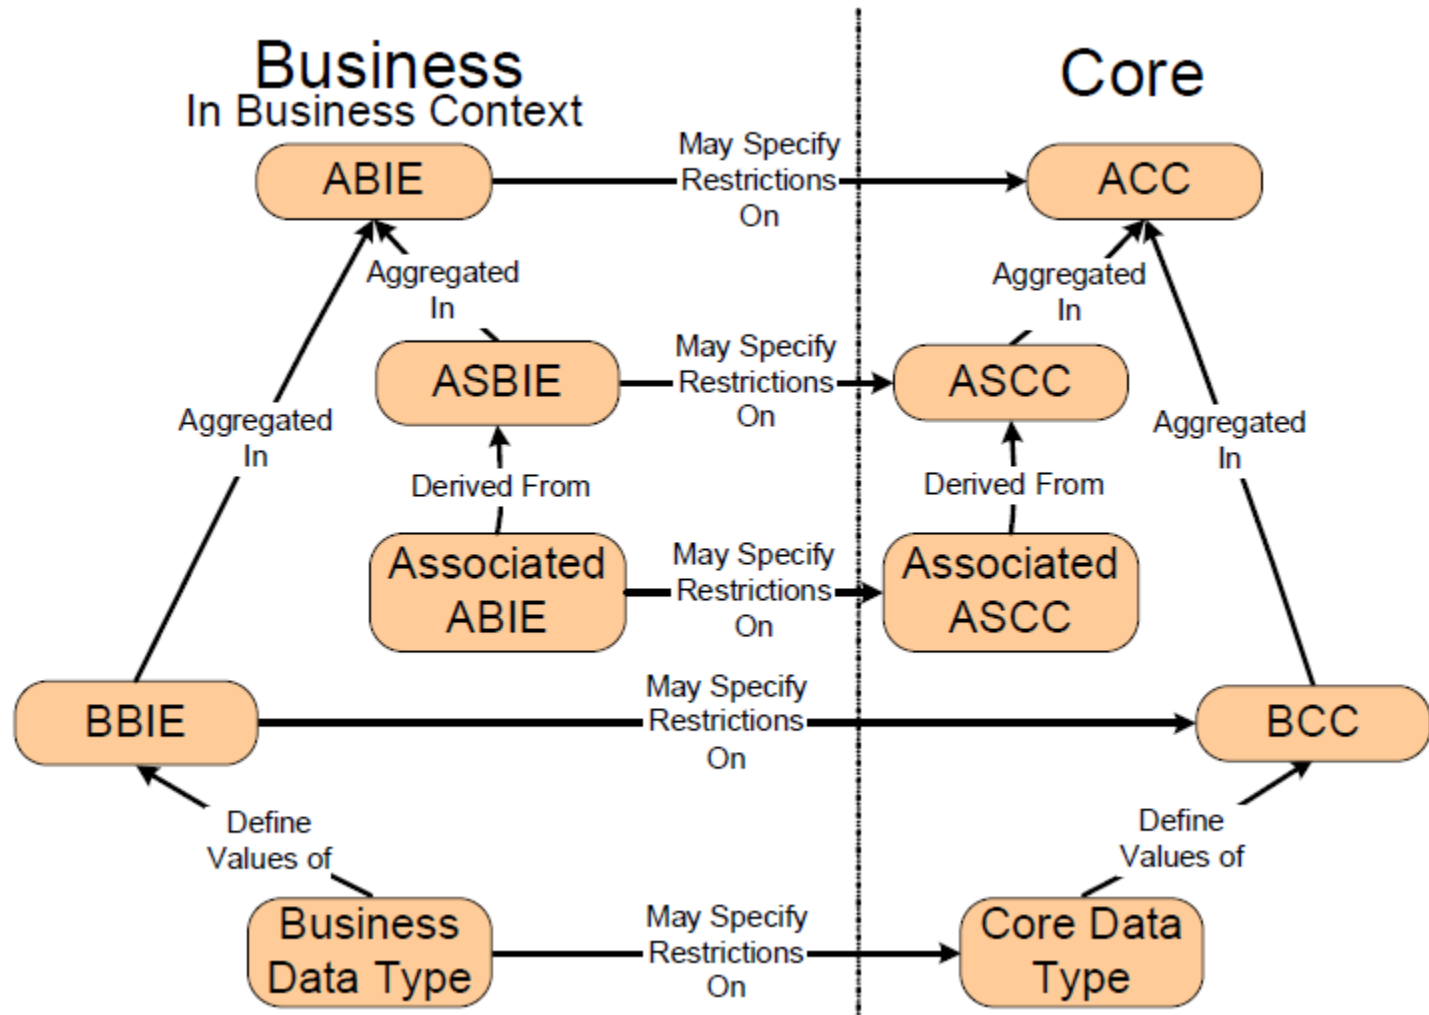 Business
In Business Context
Core
ABIE
May Specify
Restrictions
On
ACC
Aggregated
In
Aggregated
In
ASBIE
May Specify
Restrictions
On
ASCC
Aggregated
In
Aggregated
In
Derived From
Derived From
Associated
ABIE
May Specify
Restrictions
On
Associated
ASCC
BBIE
May Specify
Restrictions
On
BCC
Define
Values of
Define
Values of
Business
Data Type
May Specify
Restrictions
On
Core Data
Type